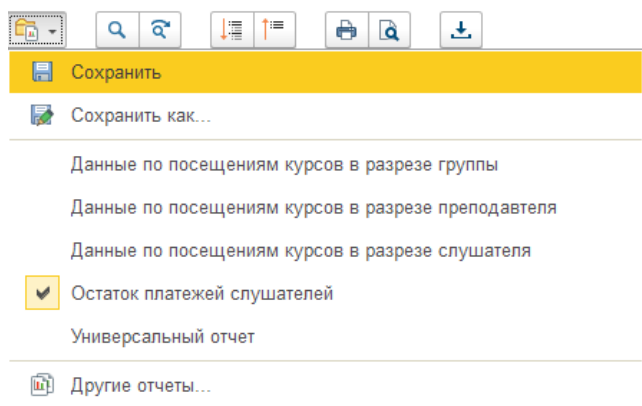 Сохранить
Сохранить как...
Данные по посещениям курсов в разрезе группы
Данные по посещениям курсов в разрезе преподавтеля
Данные по посещениям курсов в разрезе слушателя
Остаток платежей слушателей
Универсальный отчет
Другие отчеты...